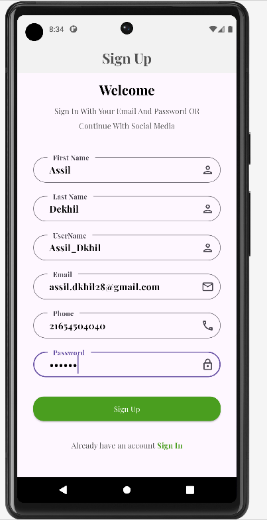 8:34
Sign Up
Welcome
Sign In With Your Email And Password OR
Continue With Social Media
First Name
Assil
Last Name
Dekhil
UserName
Assil_Dkhil
Email
assil.dkhil28@gmail.com
Phone
21654504040
Password
••••••
Sign Up
Already have an account Sign In